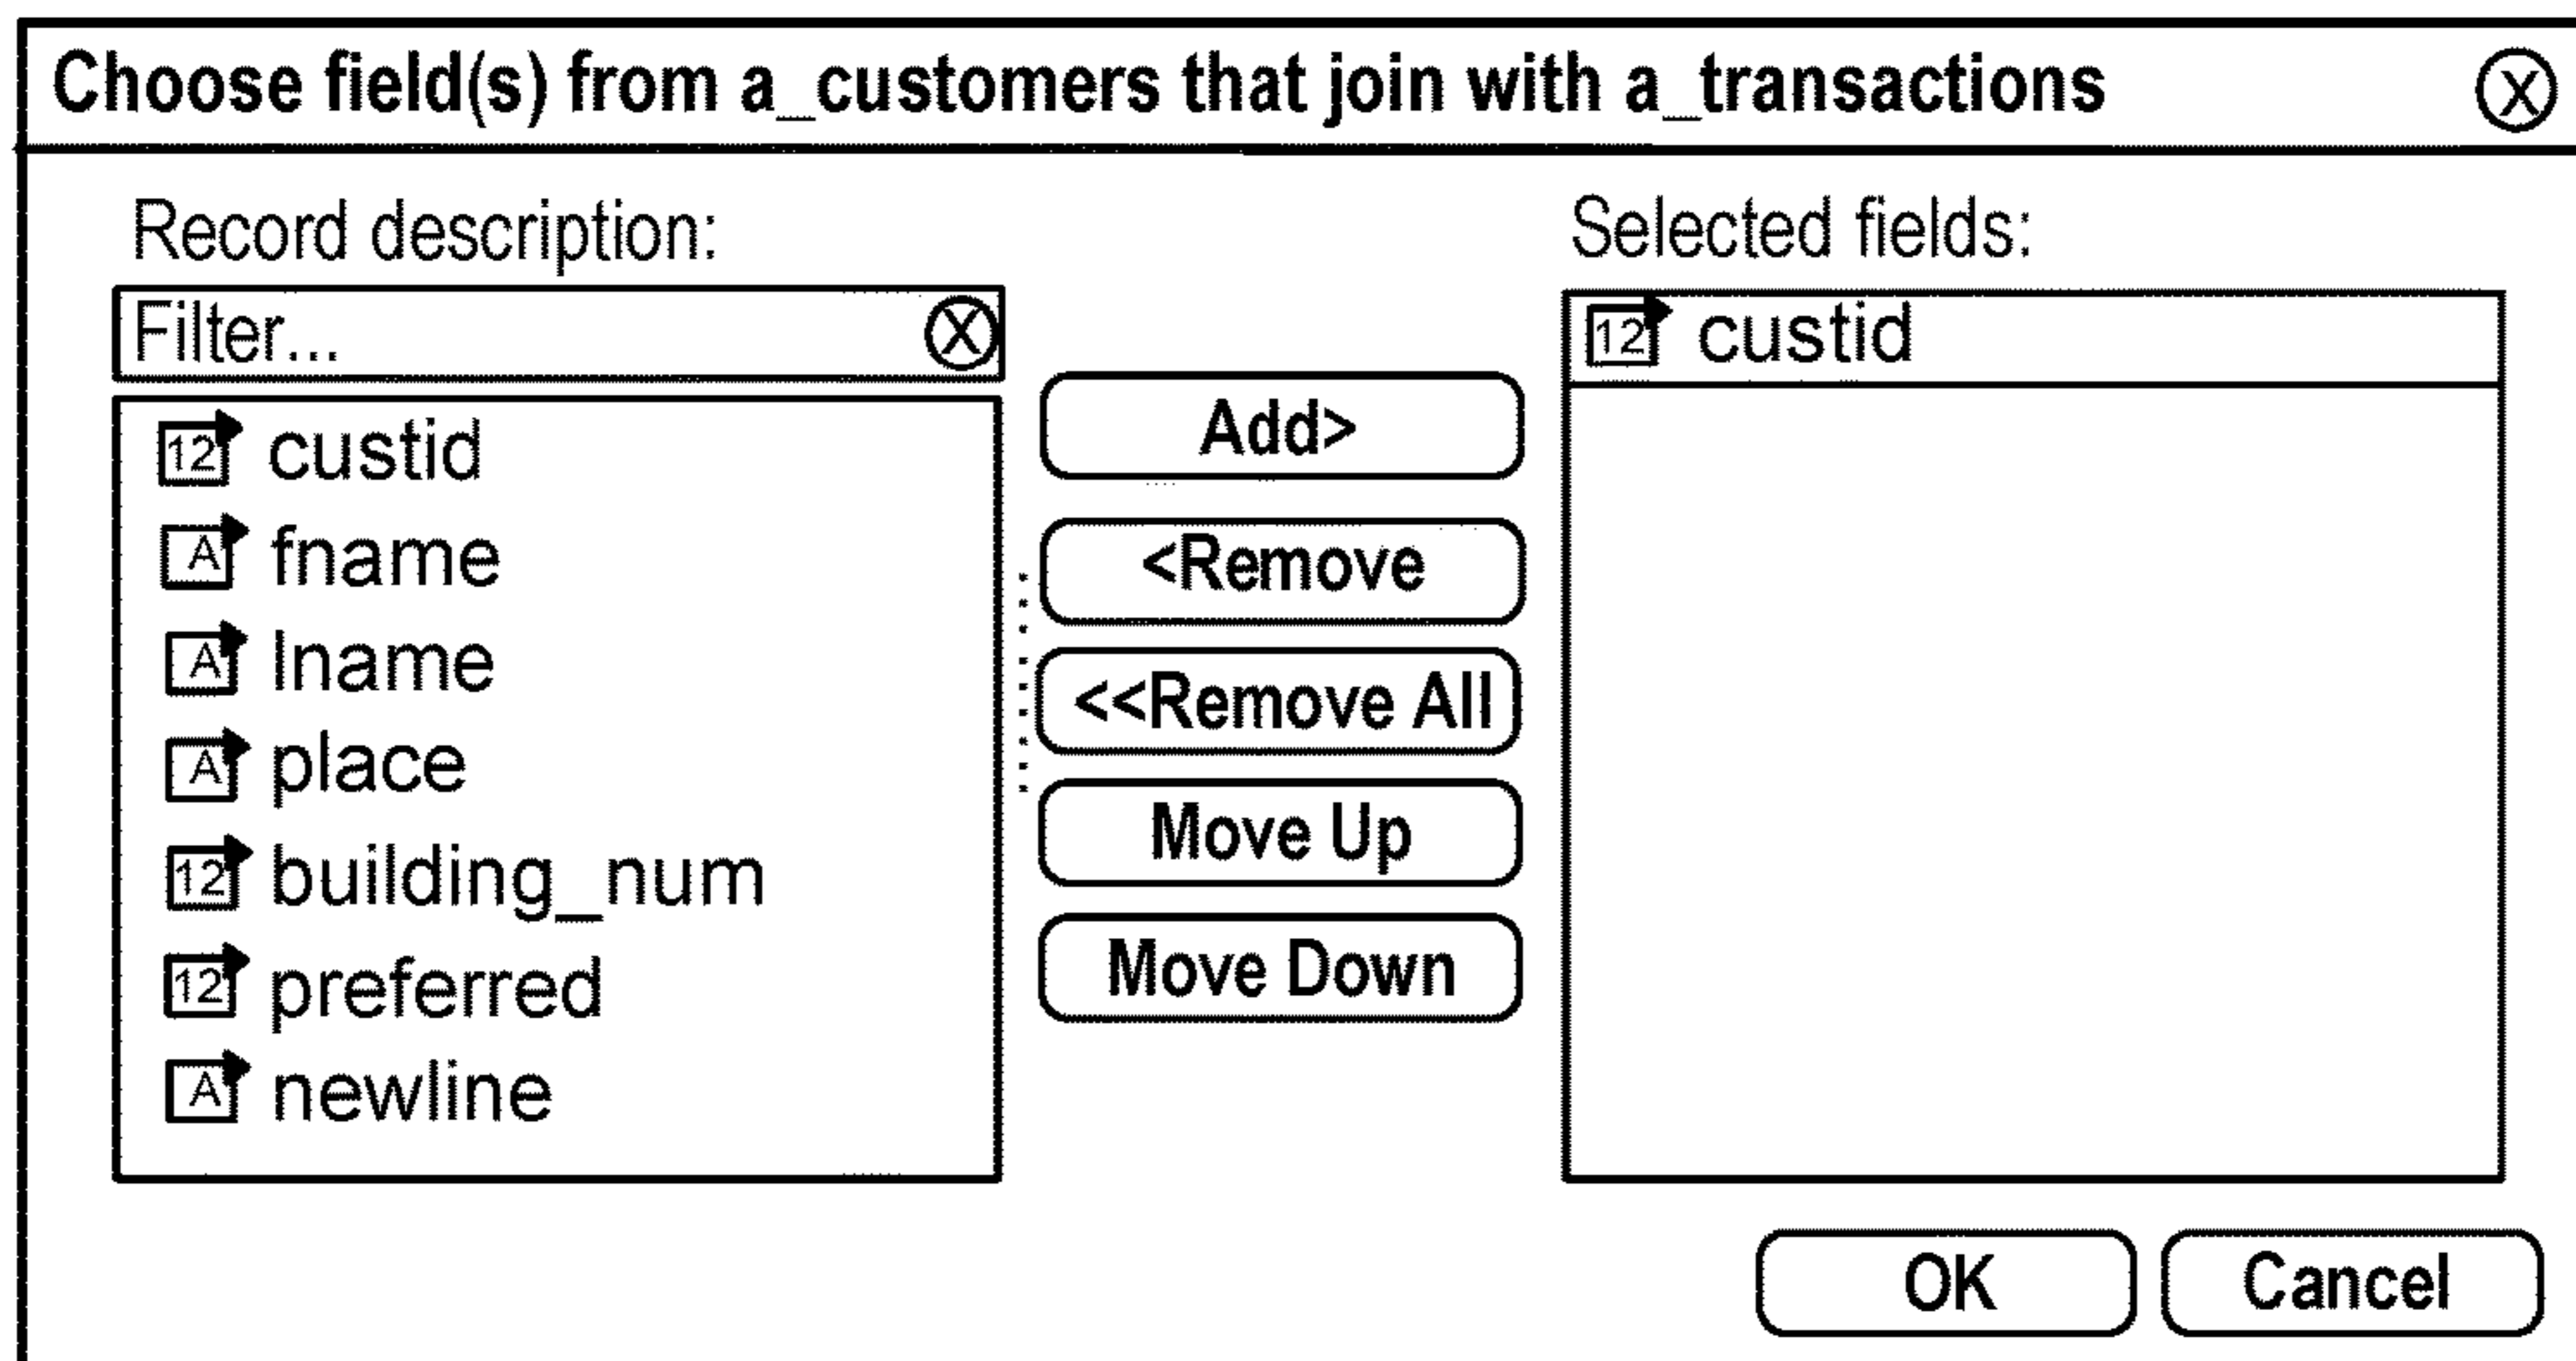 Choose field(s) from a_customers that join with a_transactions X
Record description:
Filter... X
12 custid
A fname
A lname
A place
12 building_num
12 preferred
A newline
Add>
<Remove
<<Remove All
Move Up
Move Down
Selected fields:
12 custid
OK
Cancel